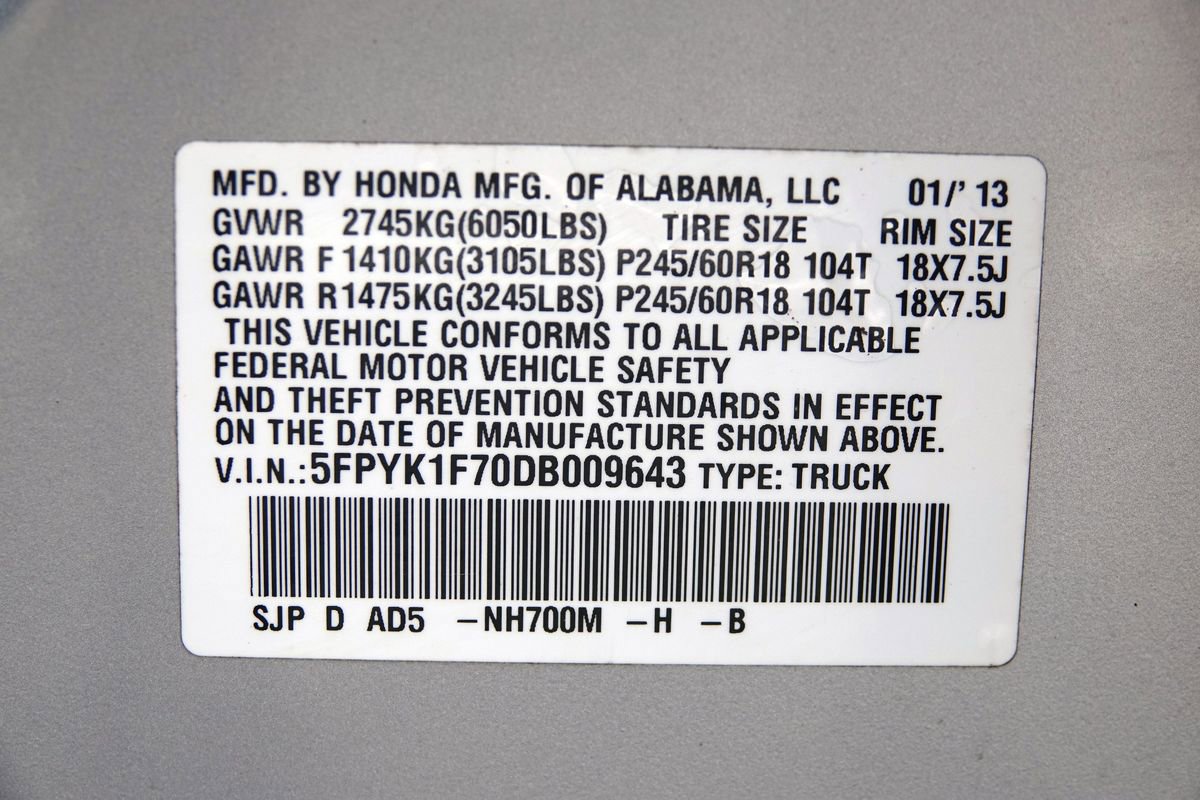 MFD. BY HONDA MFG. OF ALABAMA, LLC 01/' 13
GVWR 2745KG(6050LBS) TIRE SIZE RIM SIZE
GAWR F 1410KG(3105LBS) P245/60R18 104T 18X7.5J
GAWR R1475KG(3245LBS) P245/60R18 104T 18X7.5J
THIS VEHICLE CONFORMS TO ALL APPLICABLE
FEDERAL MOTOR VEHICLE SAFETY
AND THEFT PREVENTION STANDARDS IN EFFECT
ON THE DATE OF MANUFACTURE SHOWN ABOVE.
V.I.N.:5FPYK1F70DB009643 TYPE: TRUCK
SJP D AD5 -NH700M -H -B